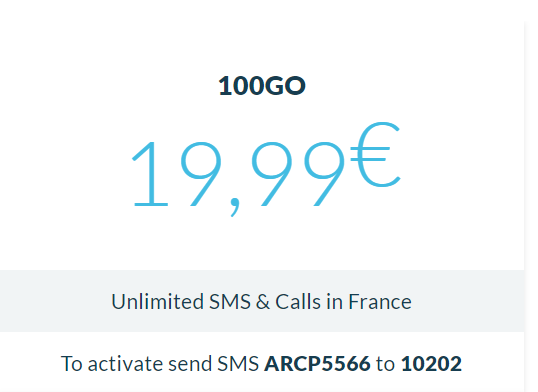 100GO
19,99€
Unlimited SMS & Calls in France
To activate send SMS ARCP5566 to 10202